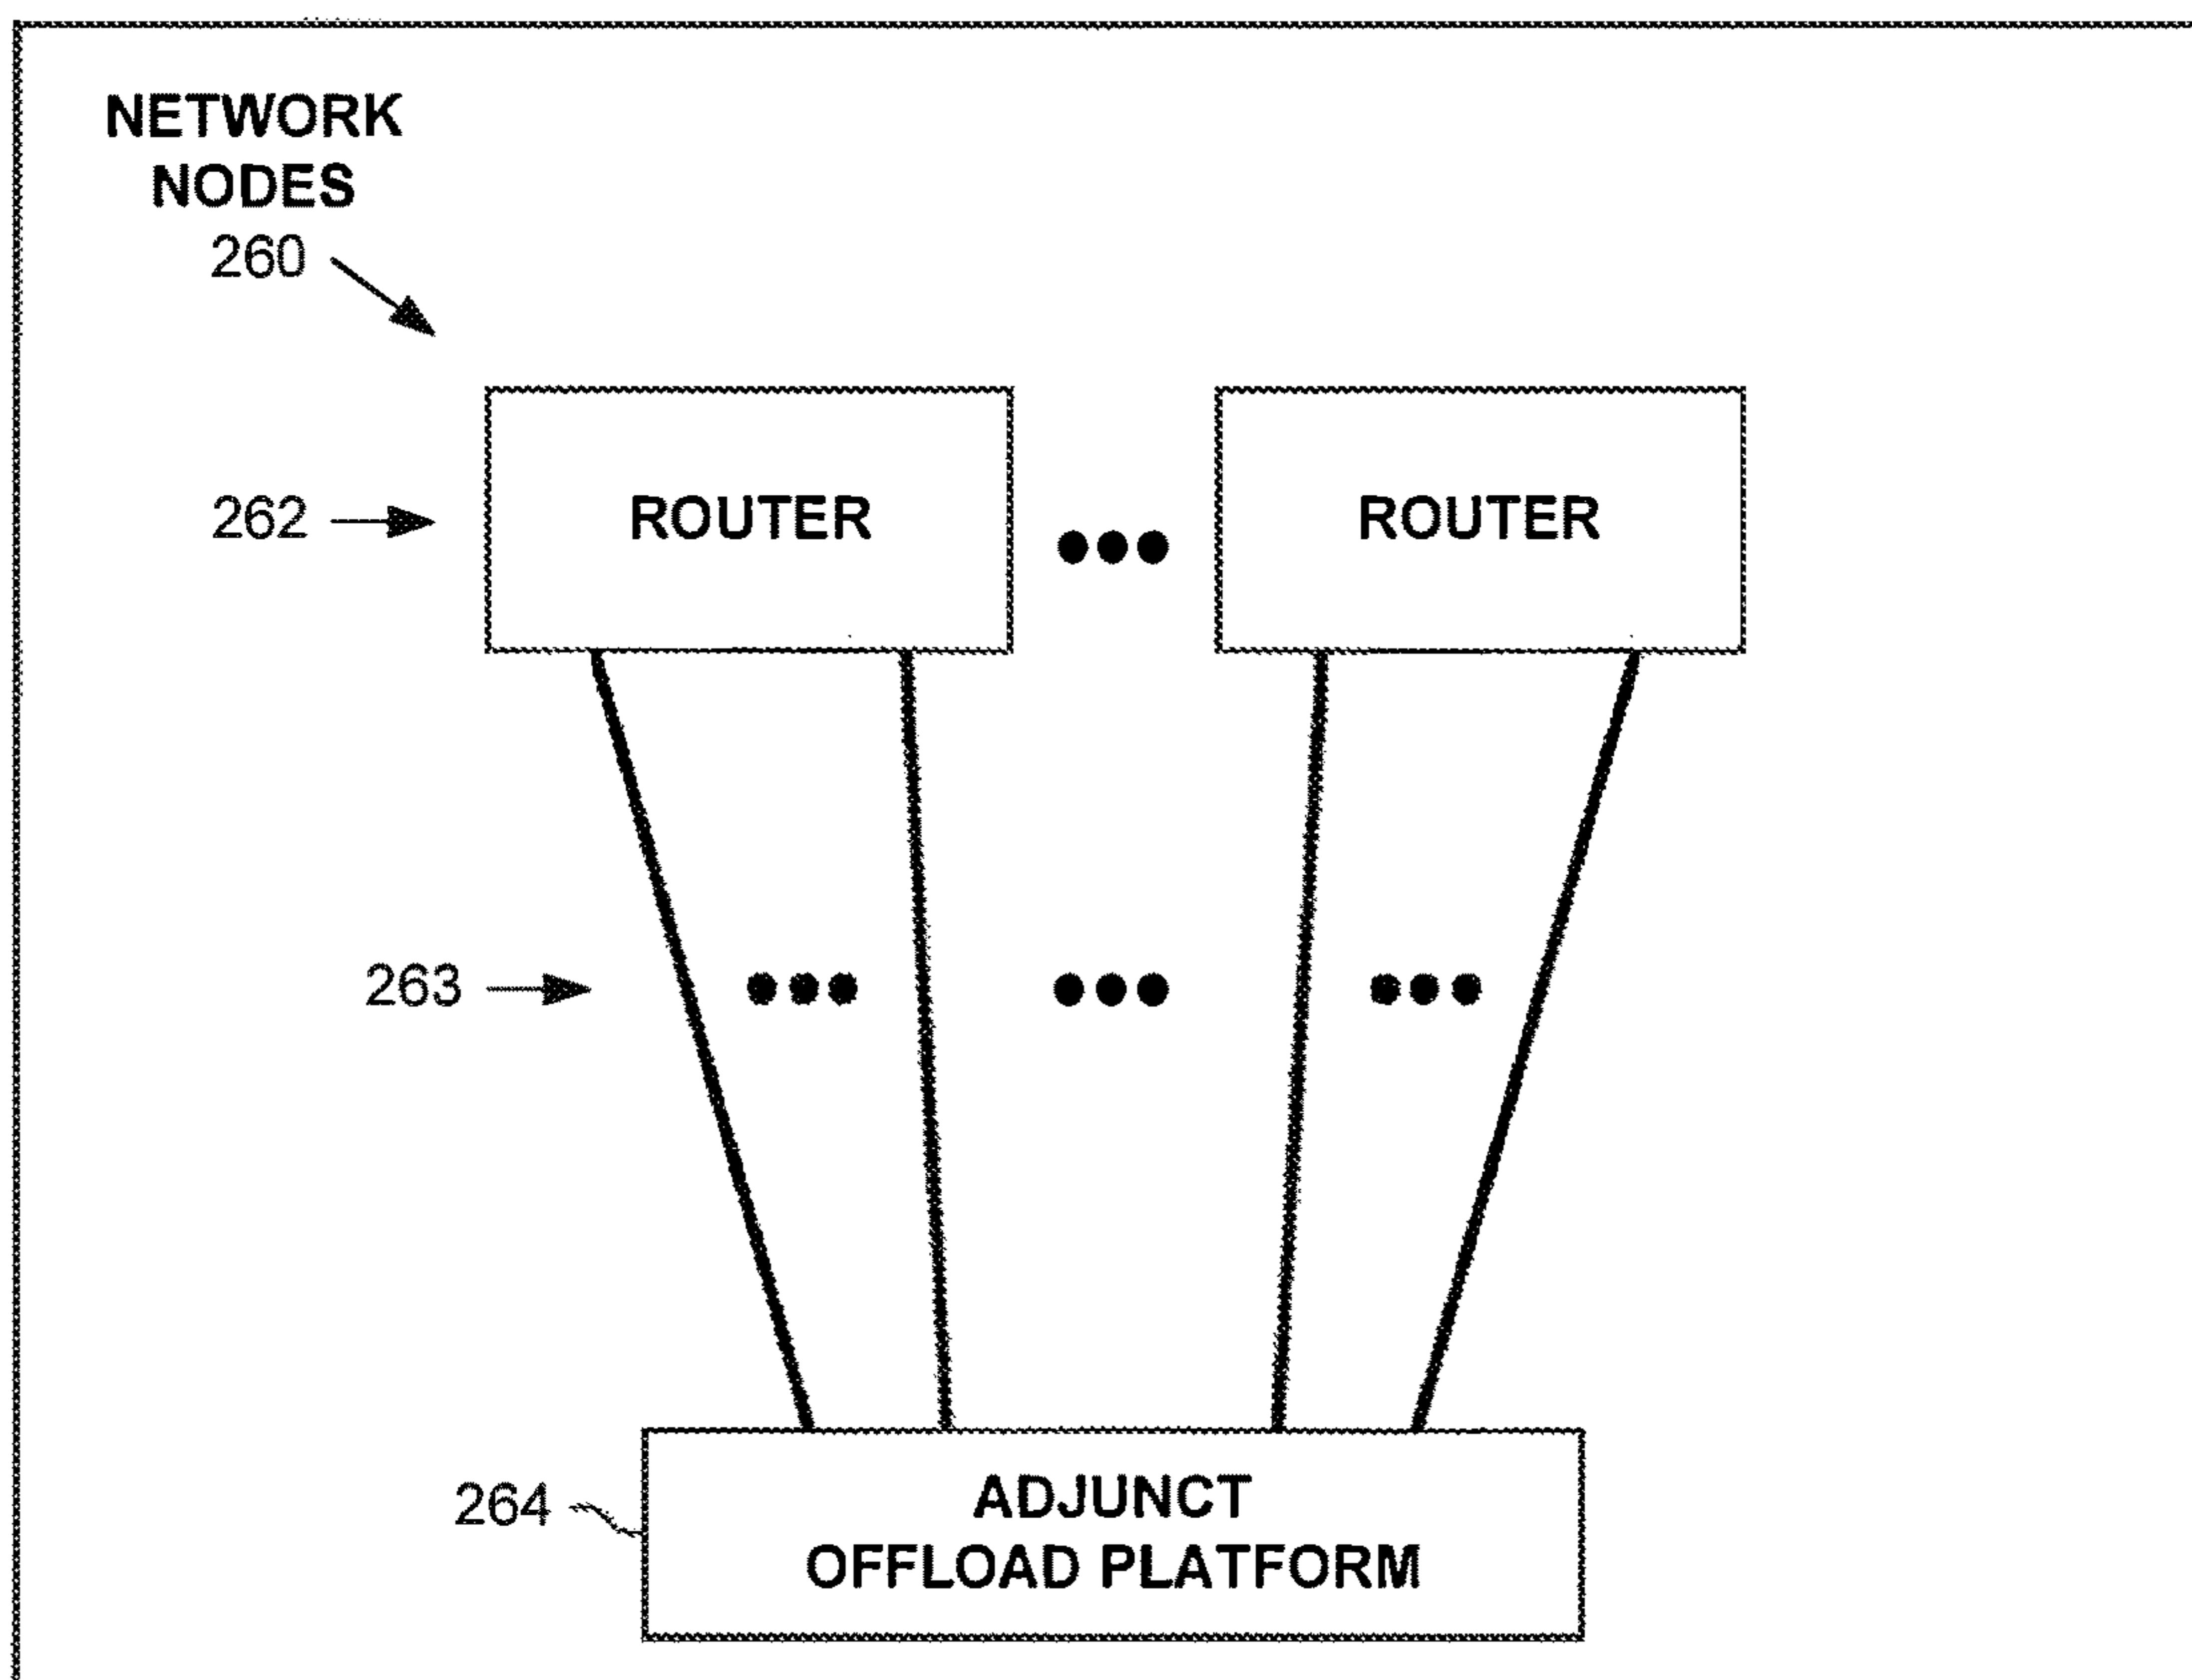 NETWORK
NODES
260
262
ROUTER
ROUTER
263
264
ADJUNCT
OFFLOAD PLATFORM